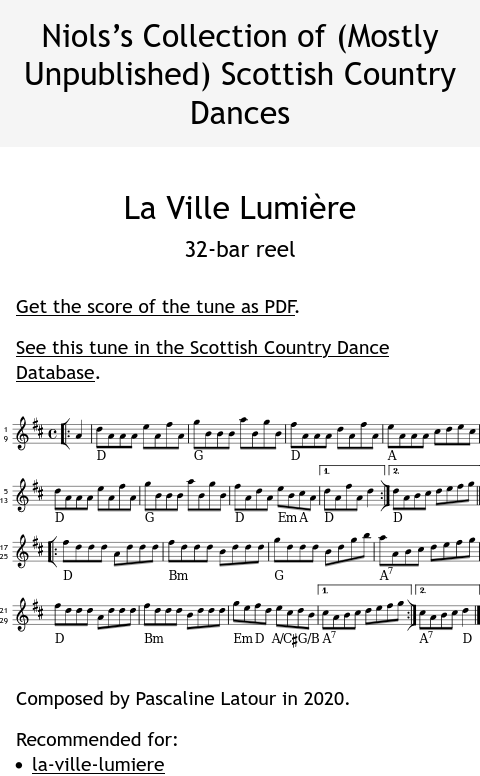 Niols’s Collection of (Mostly
Unpublished) Scottish Country
Dances
La Ville Lumière
32-bar reel
Get the score of the tune as PDF.
See this tune in the Scottish Country Dance
Database.
1
9
D G D A
1. 2.
5
13
D G D Em A D D
17
25
D Bm G A7
1. 2.
21
29
D Bm Em D A/C♯ G/B A7 A7 D
Composed by Pascaline Latour in 2020.
Recommended for:
• la-ville-lumiere